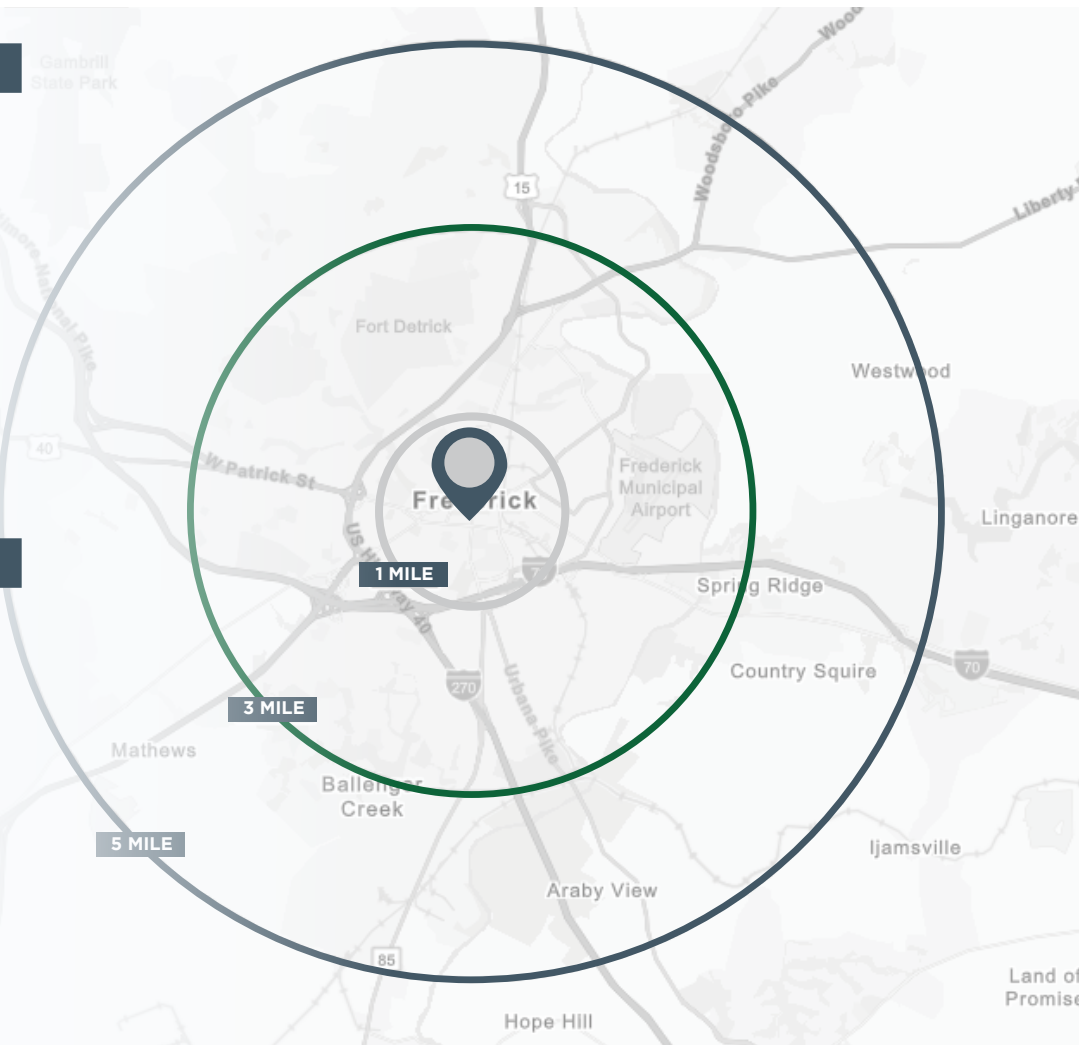 Gambrill
State Park
Woodsboro-Pike
15
Liberty
Fort Detrick
Westwood
40
W Patrick St
Frederick
Municipal
Airport
Linganore
1 MILE
Spring Ridge
Country Squire
70
270
Urbana-Pike
3 MILE
Mathews
Ballenger
Creek
5 MILE
Ijamsville
Araby View
85
Land of
Promise
Hope Hill